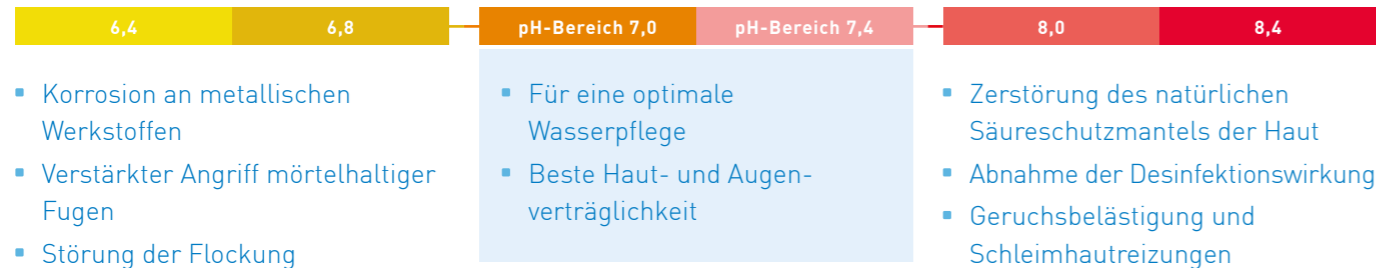 6,4 6,8 pH-Bereich 7,0 pH-Bereich 7,4 8,0 8,4
▪ Korrosion an metallischen
Werkstoffen
▪ Verstärkter Angriff mörtelhaltiger
Fugen
▪ Störung der Flockung
▪ Für eine optimale
Wasserpflege
▪ Beste Haut- und Augen-
verträglichkeit
▪ Zerstörung des natürlichen
Säureschutzmantels der Haut
▪ Abnahme der Desinfektionswirkung
▪ Geruchsbelästigung und
Schleimhautreizungen